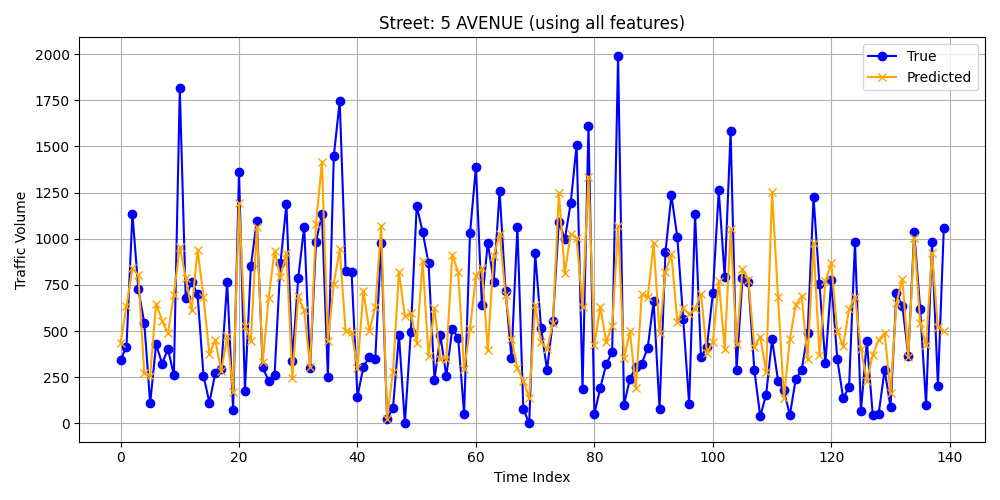 Street: 5 AVENUE (using all features)
True
Predicted
Traffic Volume
2000
1750
1500
1250
1000
750
500
250
0
0 20 40 60 80 100 120 140
Time Index